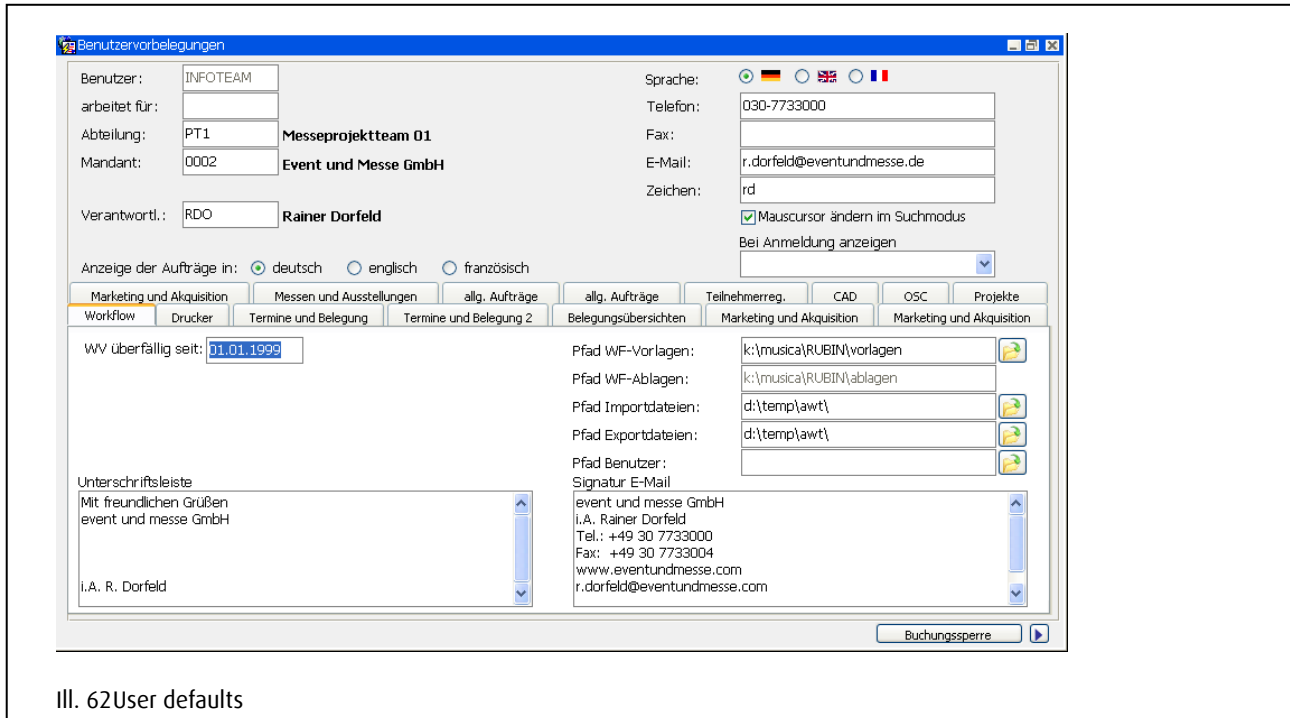 Benutzervorbelegungen
Benutzer: INFOTEAM
arbeitet für:
Abteilung: PT1 Messeprojektteam 01
Mandant: 0002 Event und Messe GmbH
Verantwortl.: RDO Rainer Dorfeld
Anzeige der Aufträge in: deutsch englisch französisch
Sprache:
Telefon: 030-7733000
Fax:
E-Mail: r.dorfeld@eventundmesse.de
Zeichen: rd
Mauscursor ändern im Suchmodus
Bei Anmeldung anzeigen
Marketing und Akquisition Messen und Ausstellungen allg. Aufträge allg. Aufträge Teilnehmerreg. CAD OSC Projekte
Workflow Drucker Termine und Belegung Termine und Belegung 2 Belegungsübersichten Marketing und Akquisition Marketing und Akquisition
WV überfällig seit: 01.01.1999
Pfad WF-Vorlagen: k:\musica\RUBIN\vorlagen
Pfad WF-Ablagen: k:\musica\RUBIN\ablagen
Pfad Importdateien: d:\temp\awt\
Pfad Exportdateien: d:\temp\awt\
Pfad Benutzer:
Unterschriftsleiste
Mit freundlichen Grüßen
event und messe GmbH
i.A. R. Dorfeld
Signatur E-Mail
event und messe GmbH
i.A. Rainer Dorfeld
Tel.: +49 30 7733000
Fax: +49 30 7733004
www.eventundmesse.com
r.dorfeld@eventundmesse.com
Buchungssperre
Ill. 62User defaults